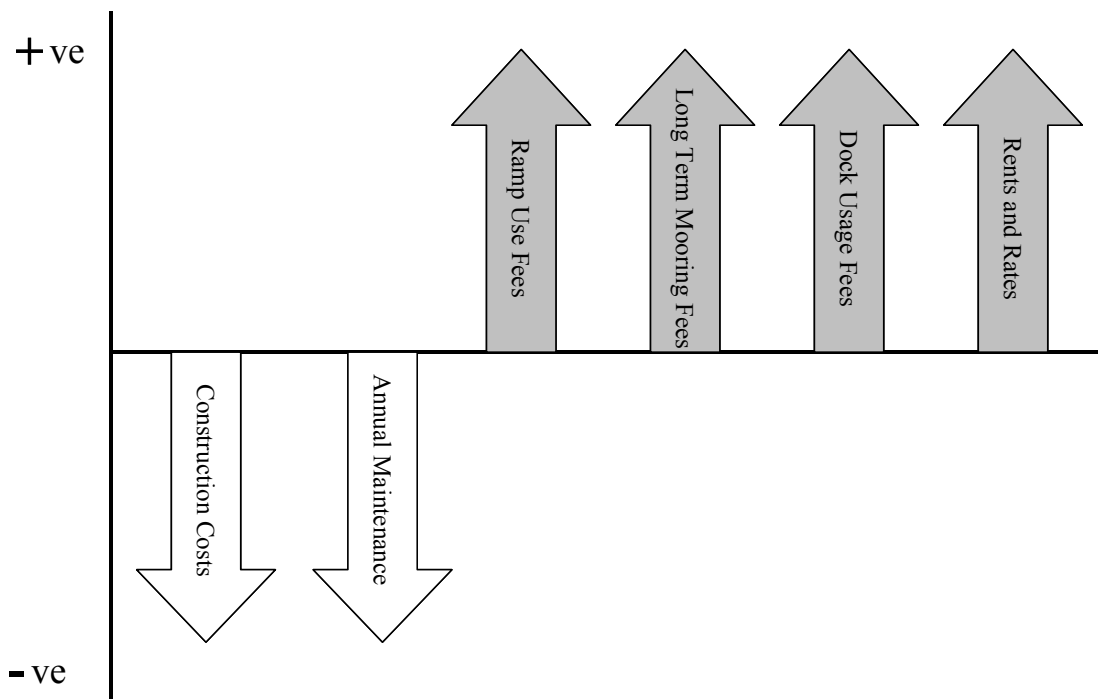 +ve
Ramp Use Fees
Long Term Mooring Fees
Dock Usage Fees
Rents and Rates
Construction Costs
Annual Maintenance
-ve